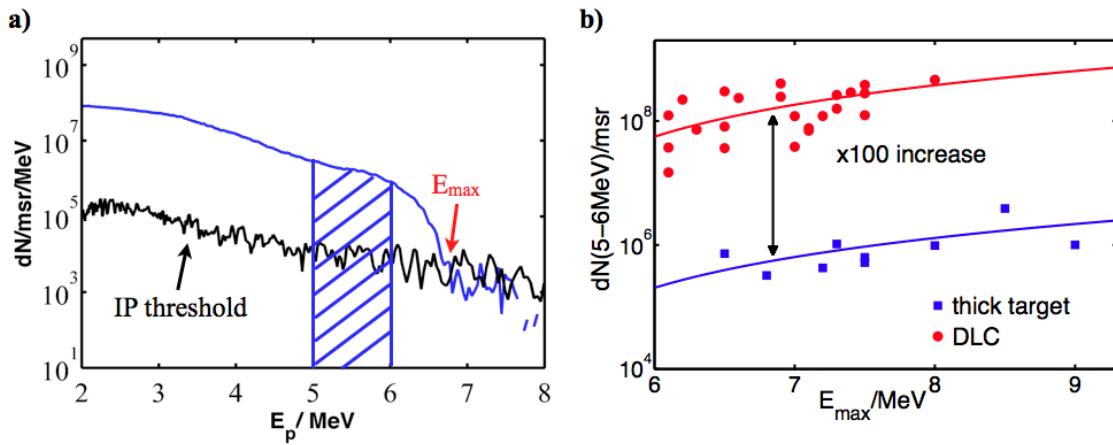 a)
dN/msr/MeV
10^9
10^7
10^5
10^3
10^1
IP threshold
E_max
2 3 4 5 6 7 8
E_p/ MeV
b)
dN(5−6MeV)/msr
10^8
10^6
10^4
x100 increase
thick target
DLC
6 7 8 9
E_max/MeV